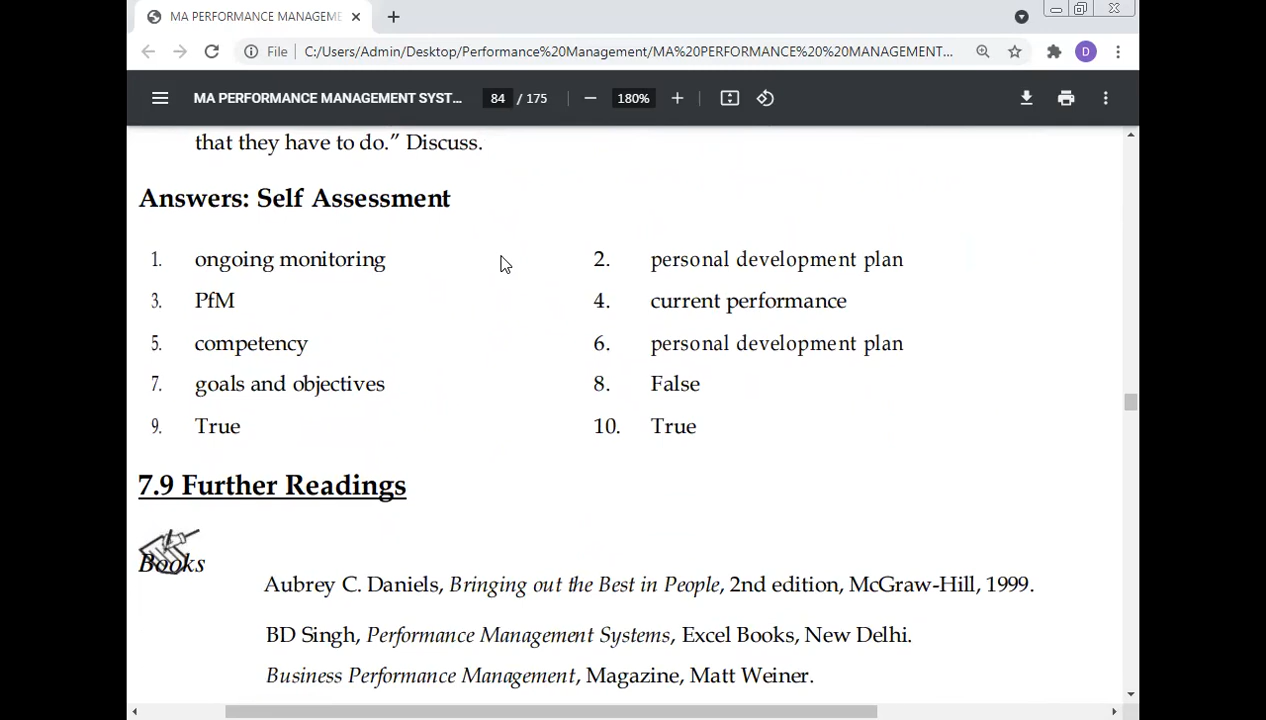 MA PERFORMANCE MANAGEME
File C:/Users/Admin/Desktop/Performance%20Management/MA%20PERFORMANCE%20%20MANAGEMENT... D
MA PERFORMANCE MANAGEMENT SYST... 84 / 175 180%
that they have to do.” Discuss.
Answers: Self Assessment
1. ongoing monitoring 2. personal development plan
3. PfM 4. current performance
5. competency 6. personal development plan
7. goals and objectives 8. False
9. True 10. True
7.9 Further Readings
Books
Aubrey C. Daniels, Bringing out the Best in People, 2nd edition, McGraw-Hill, 1999.
BD Singh, Performance Management Systems, Excel Books, New Delhi.
Business Performance Management, Magazine, Matt Weiner.